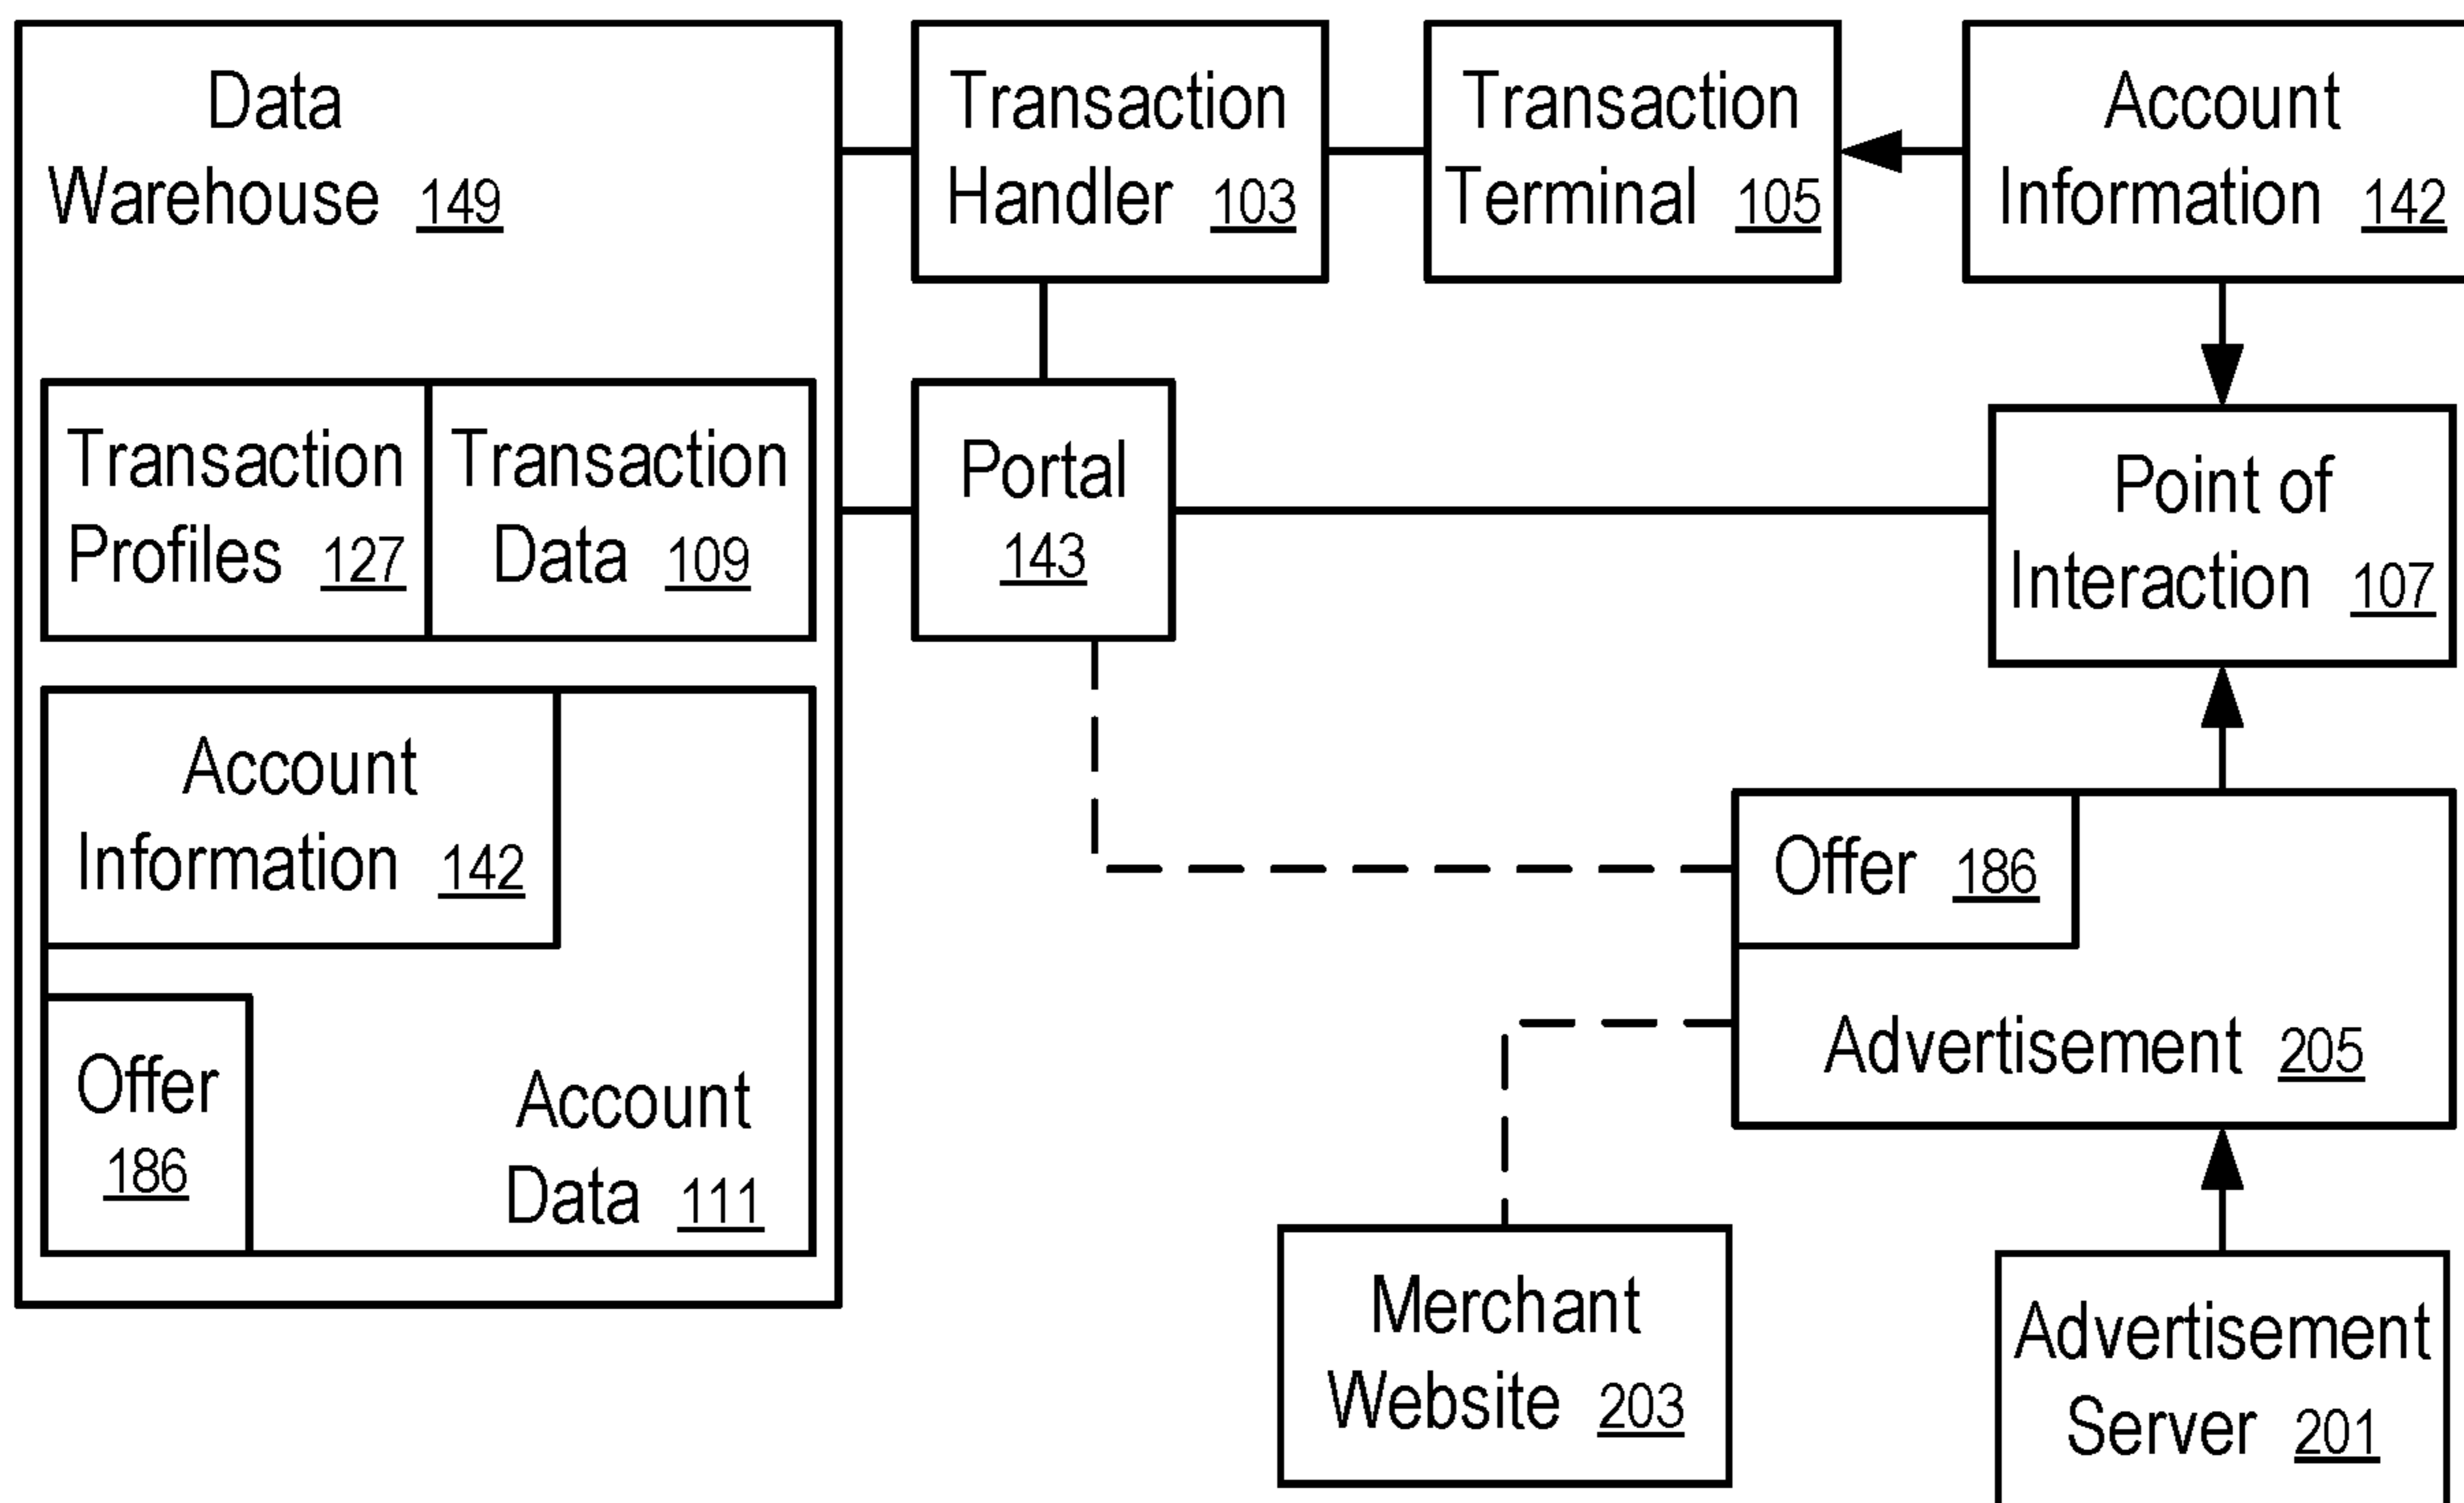 Data
Warehouse 149
Transaction
Handler 103
Transaction
Terminal 105
Account
Information 142
Transaction
Profiles 127
Transaction
Data 109
Portal
143
Point of
Interaction 107
Account
Information 142
Offer 186
Advertisement 205
Offer
186
Account
Data 111
Merchant
Website 203
Advertisement
Server 201